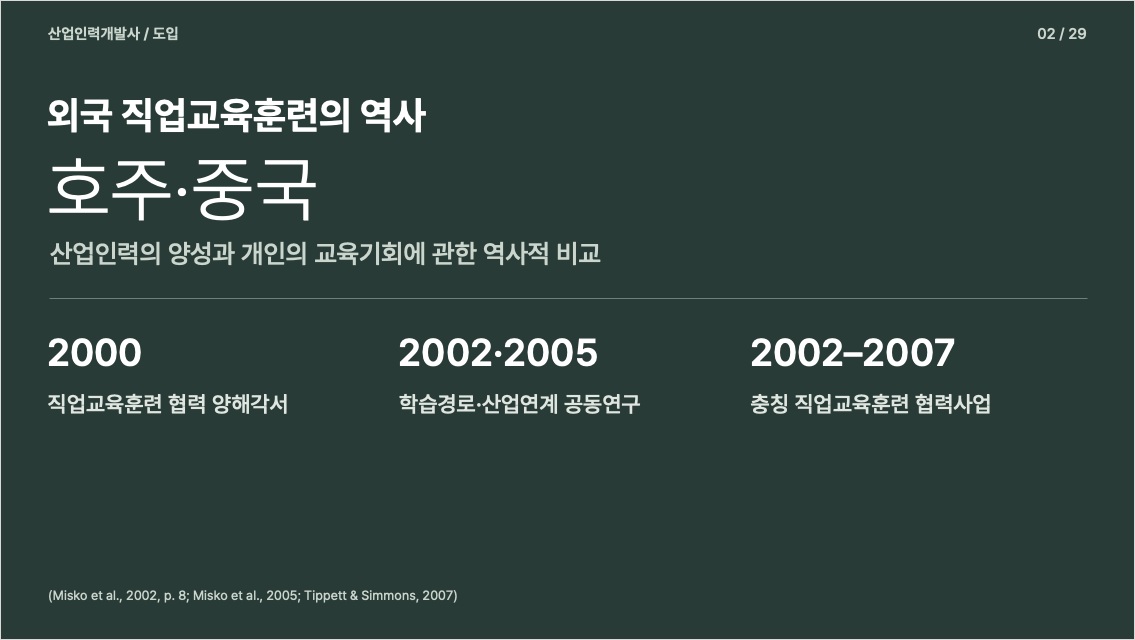 산업인력개발사 / 도입
02 / 29
외국 직업교육훈련의 역사
호주·중국
산업인력의 양성과 개인의 교육기회에 관한 역사적 비교
2000
2002·2005
2002–2007
직업교육훈련 협력 양해각서
학습경로·산업연계 공동연구
충칭 직업교육훈련 협력사업
(Misko et al., 2002, p. 8; Misko et al., 2005; Tippett & Simmons, 2007)